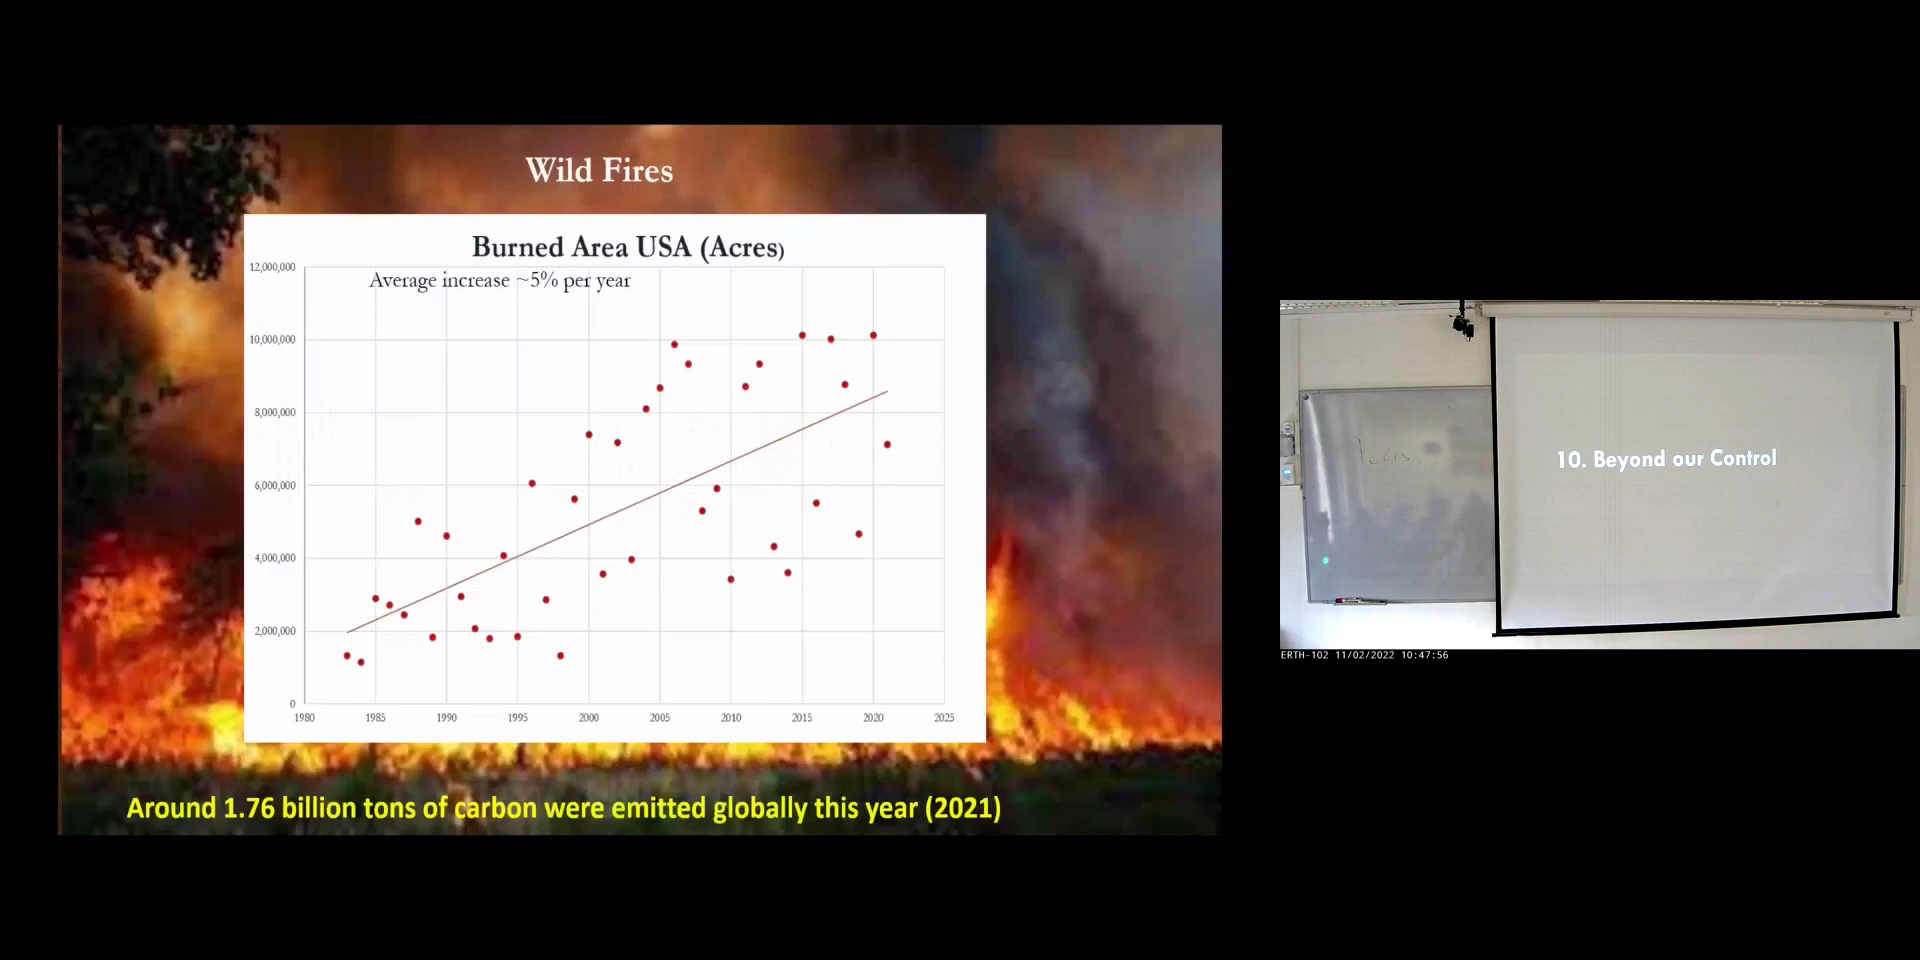 Wild Fires
Burned Area USA (Acres)
Average increase ~5% per year
12,000,000
10,000,000
8,000,000
6,000,000
4,000,000
2,000,000
0
1980 1985 1990 1995 2000 2005 2010 2015 2020 2025
Around 1.76 billion tons of carbon were emitted globally this year (2021)
10. Beyond our Control
ERTH-102 11/02/2022 10:47:56